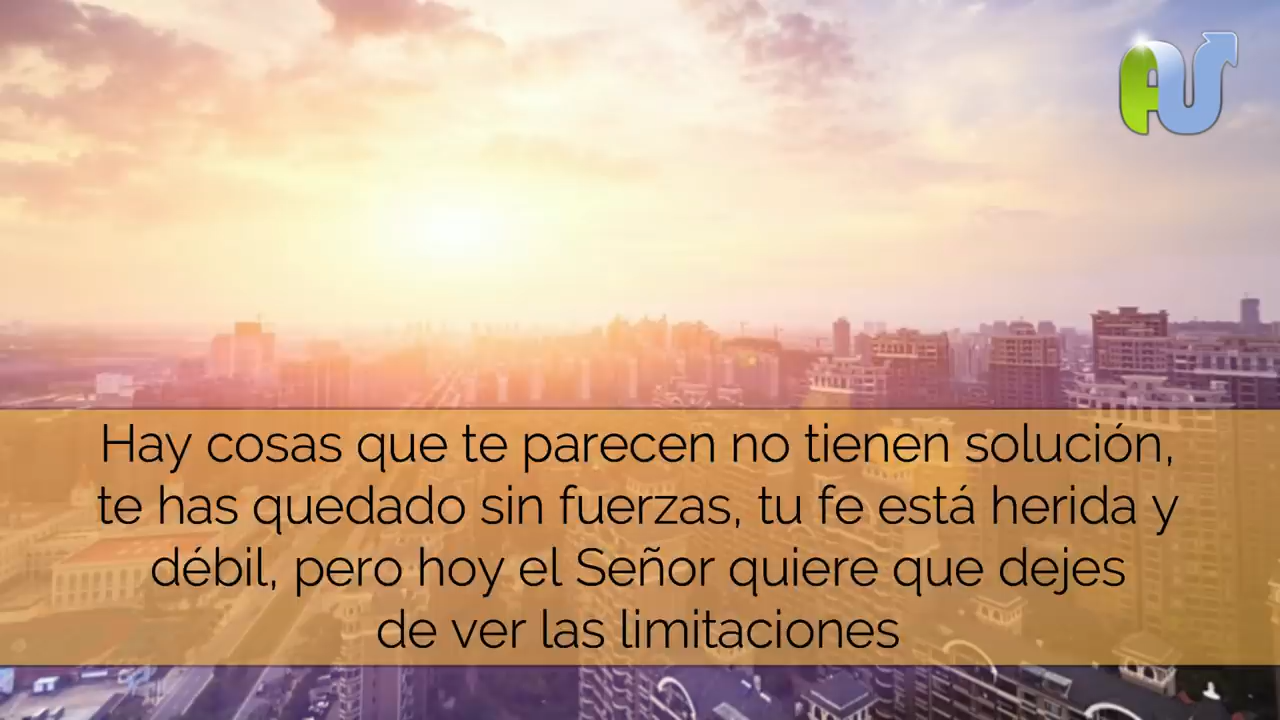 AU
Hay cosas que te parecen no tienen solución,
te has quedado sin fuerzas, tu fe está herida y
débil, pero hoy el Señor quiere que dejes
de ver las limitaciones